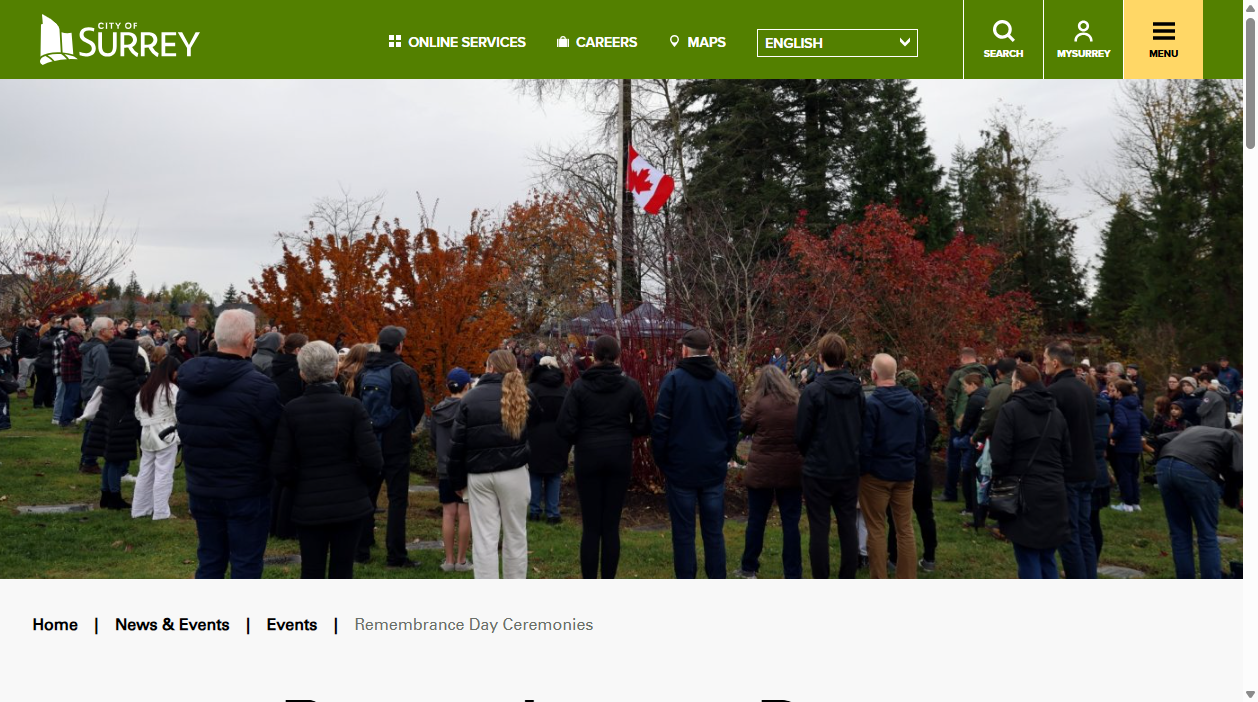 CITY OF
SURREY
ONLINE SERVICES
CAREERS
MAPS
ENGLISH
SEARCH
MYSURREY
MENU
Home | News & Events | Events | Remembrance Day Ceremonies